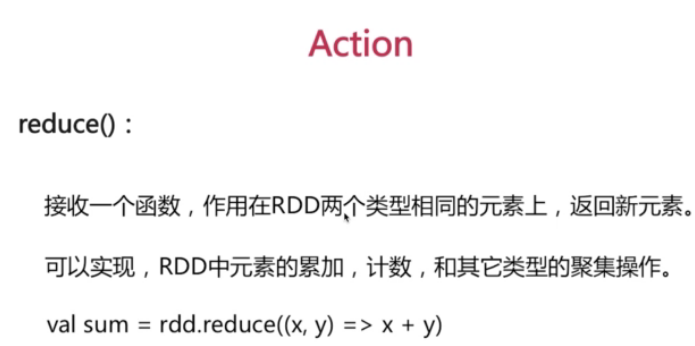 Action
reduce()：
接收一个函数，作用在RDD两个类型相同的元素上，返回新元素。
可以实现，RDD中元素的累加，计数，和其它类型的聚集操作。
val sum = rdd.reduce((x, y) => x + y)